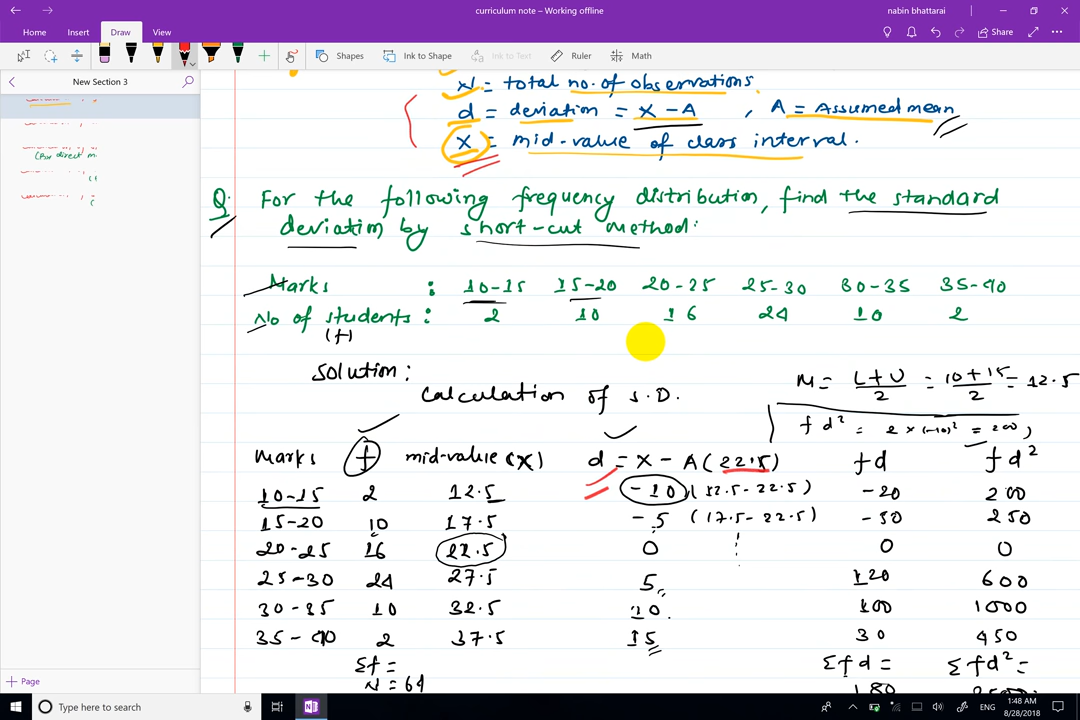 curriculum note – Working offline
nabin bhattarai
Home Insert Draw View
Share
Shapes Ink to Shape Ink to Text Ruler Math
New Section 3
(For direct m
N = total no. of observations.
d = deviation = X - A , A = Assumed mean
X = mid-value of class interval.
Q. For the following frequency distribution, find the standard
deviation by short-cut method:
Marks : 10-15 15-20 20-25 25-30 30-35 35-40
No of students : 2 10 16 24 10 2
(f)
Solution:
M = L+U/2 = 10+15/2 = 12.5
Calculation of S.D.
fd² = 2×(-10)² = 200,
Marks f mid-value (X) d = X - A (22.5) fd fd²
10-15 2 12.5 -10 (12.5-22.5) -20 200
15-20 10 17.5 -5 (17.5-22.5) -50 250
20-25 16 22.5 0 0 0
25-30 24 27.5 5 120 600
30-35 10 32.5 10 100 1000
35-40 2 37.5 15 30 450
Σf = Σfd = Σfd² =
N = 64 180
Page
Type here to search
ENG
1:48 AM
8/28/2018